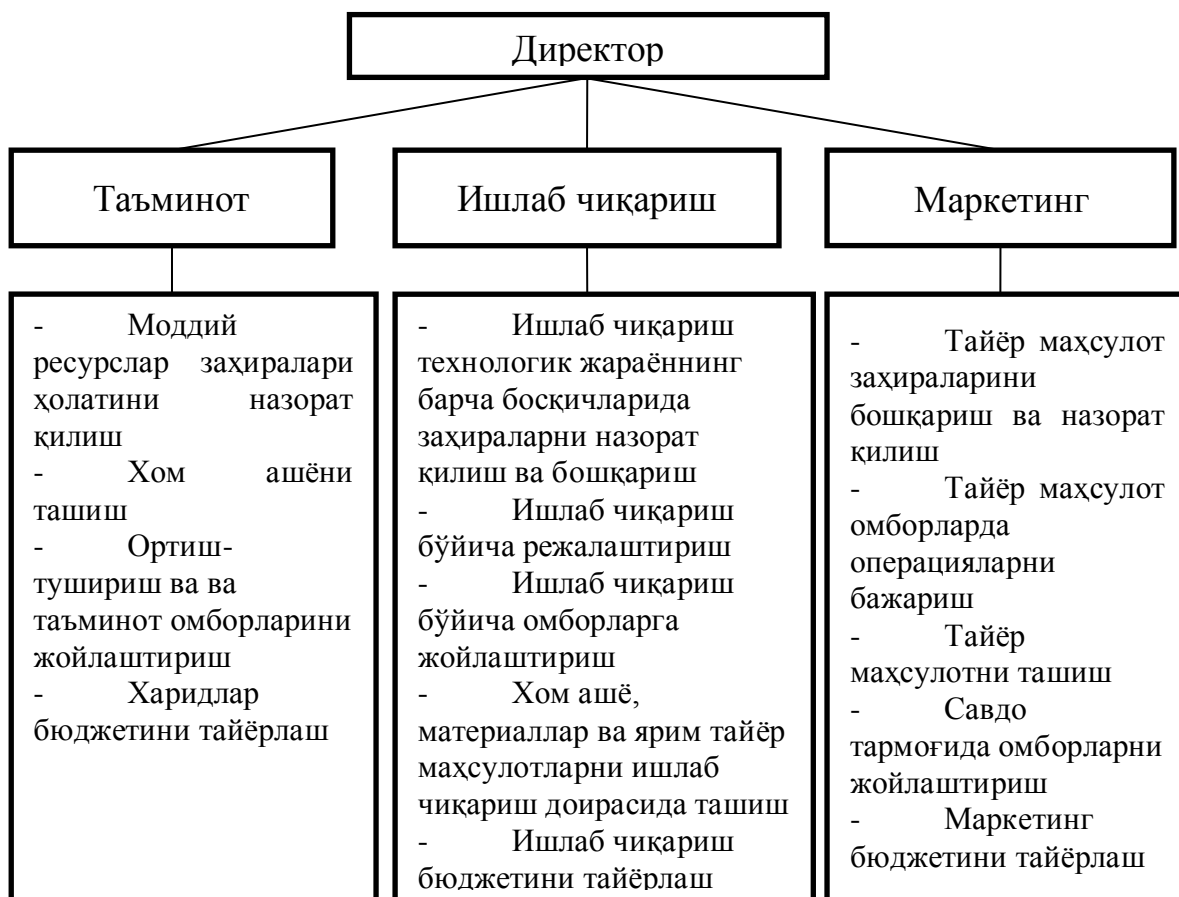 Директор
Таъминот
Ишлаб чиқариш
Маркетинг
- Моддий
ресурслар заҳиралари
ҳолатини назорат
қилиш
- Хом ашёни
ташиш
- Ортиш-
тушириш ва ва
таъминот омборларини
жойлаштириш
- Харидлар
бюджетини тайёрлаш
- Ишлаб чиқариш
технологик жараённинг
барча босқичларида
заҳираларни назорат
қилиш ва бошқариш
- Ишлаб чиқариш
бўйича режалаштириш
- Ишлаб чиқариш
бўйича омборларга
жойлаштириш
- Хом ашё,
материаллар ва ярим тайёр
маҳсулотларни ишлаб
чиқариш доирасида ташиш
- Ишлаб чиқариш
бюджетини тайёрлаш
- Тайёр маҳсулот
заҳираларини
бошқариш ва назорат
қилиш
- Тайёр маҳсулот
омборларда
операцияларни
бажариш
- Тайёр
маҳсулотни ташиш
- Савдо
тармоғида омборларни
жойлаштириш
- Маркетинг
бюджетини тайёрлаш